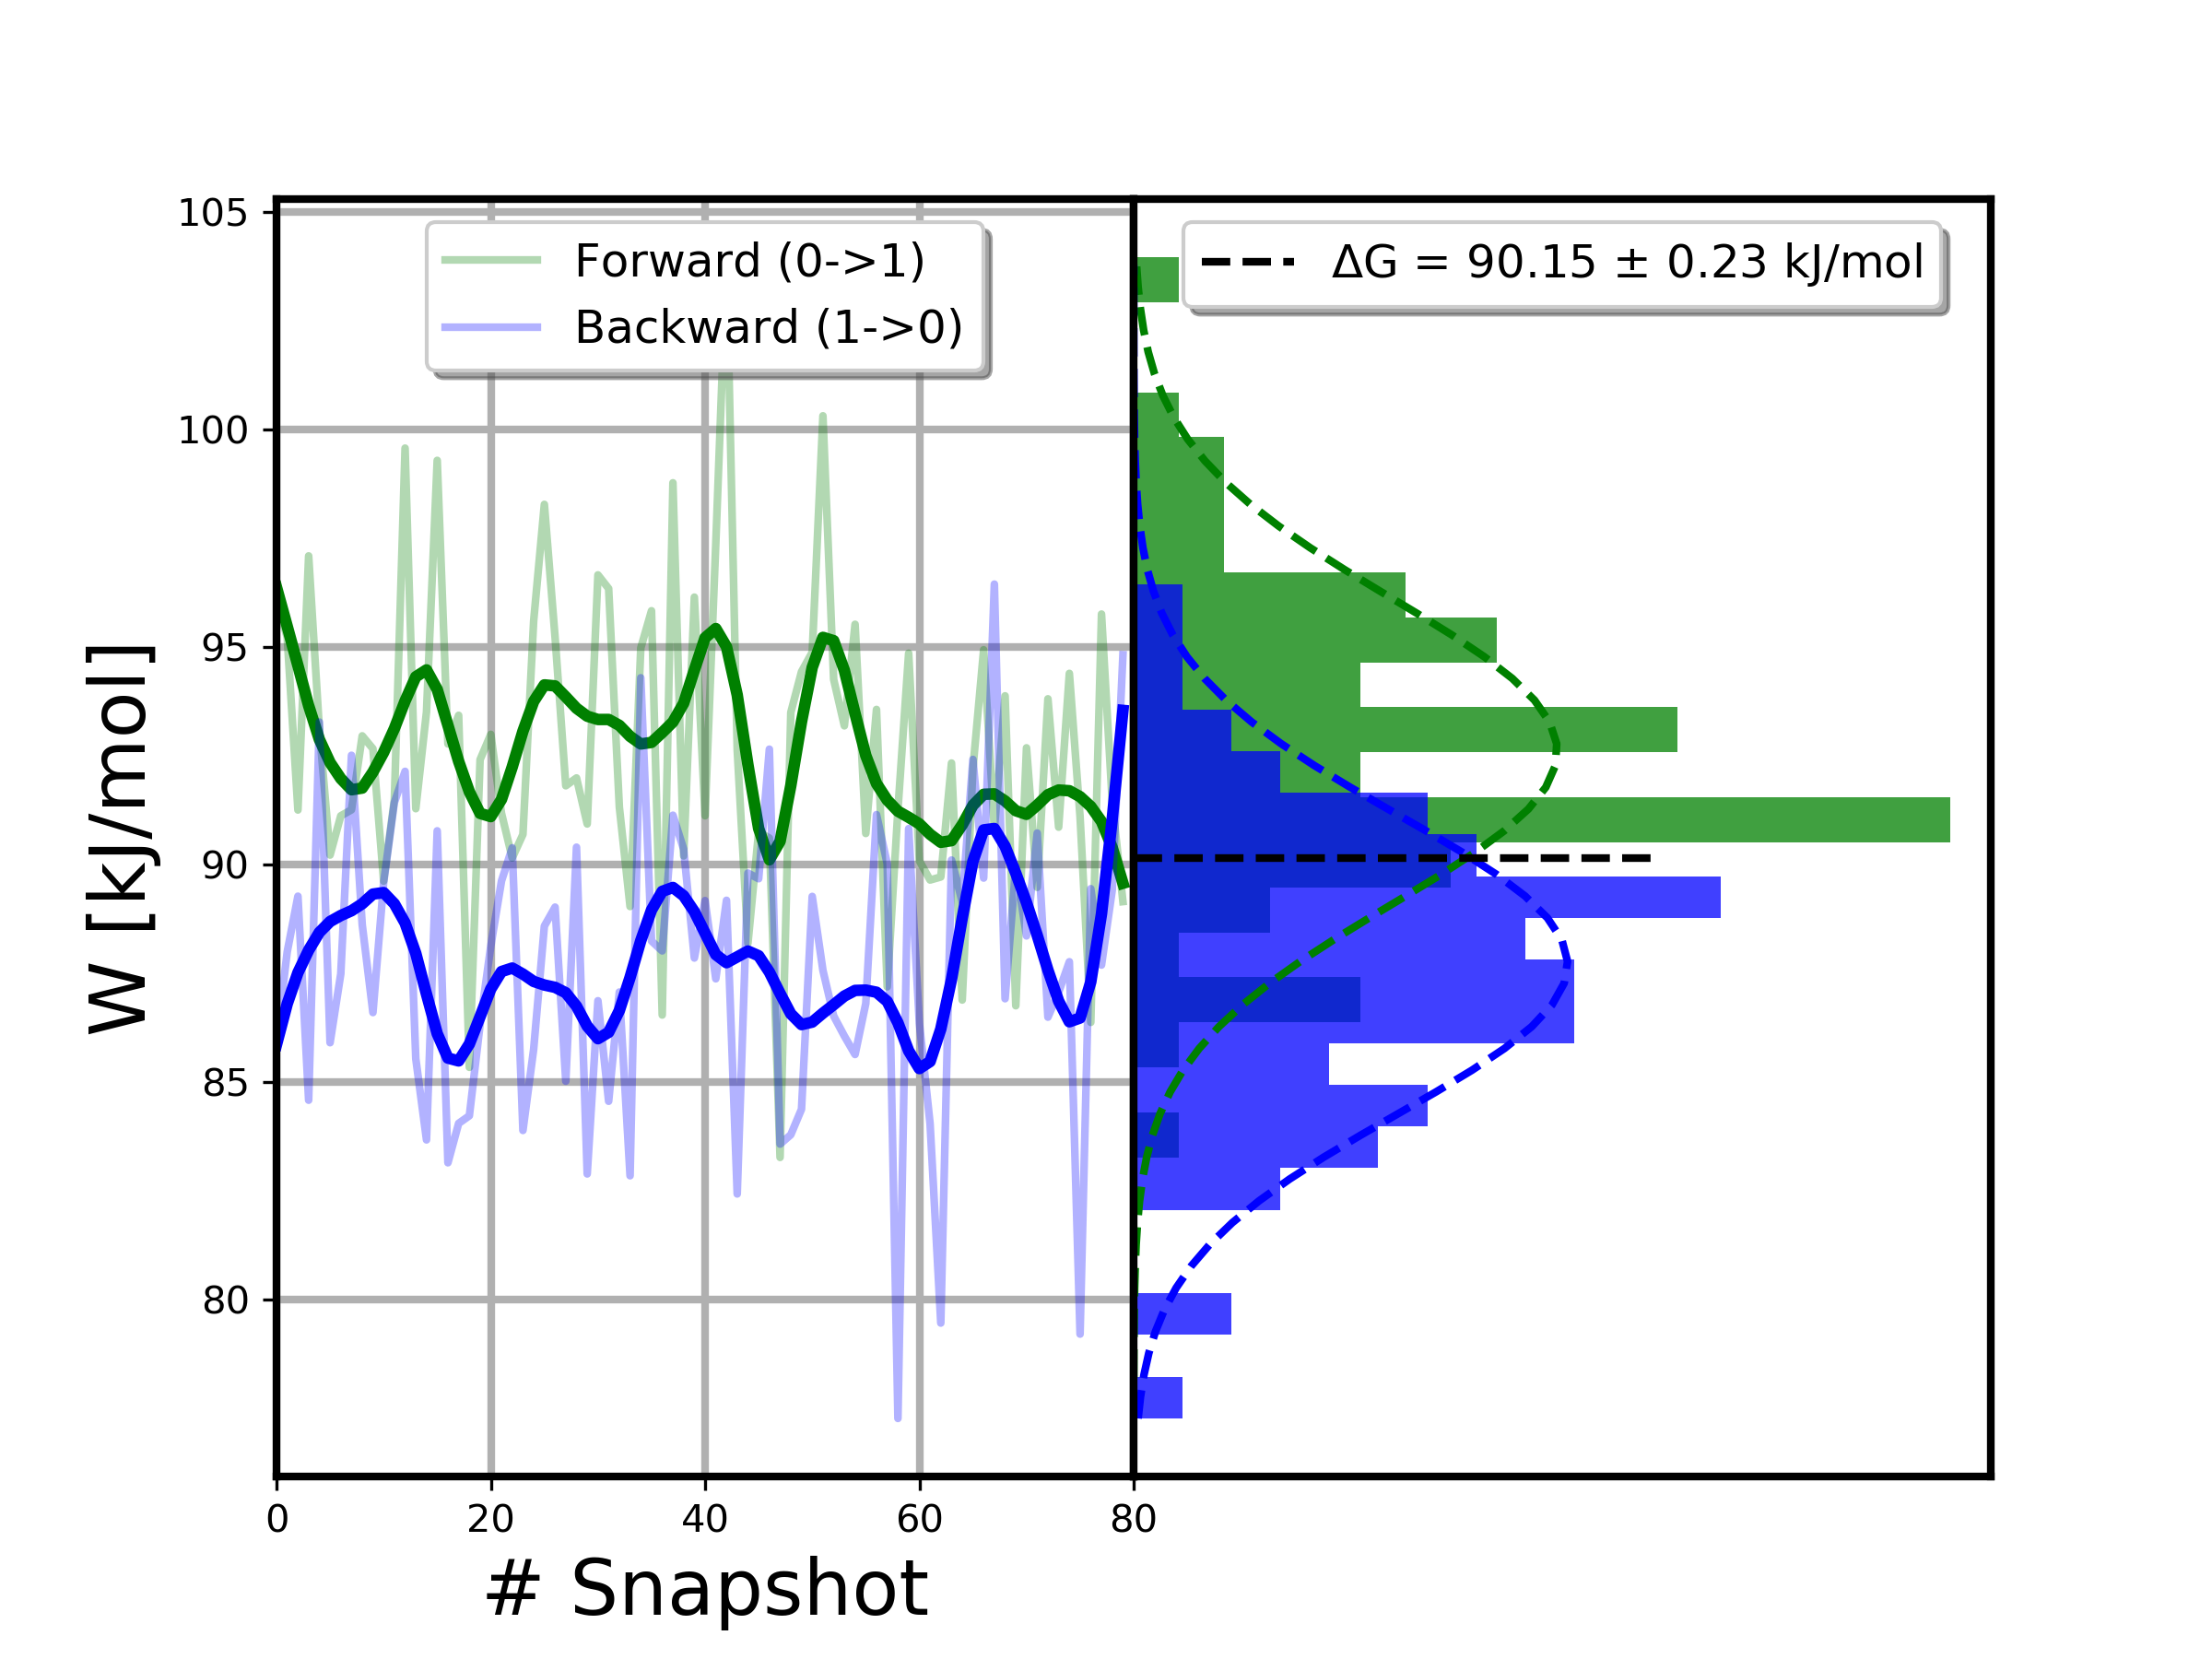 105
100
95
90
85
80
W [kJ/mol]
Forward (0->1)
Backward (1->0)
ΔG = 90.15 ± 0.23 kJ/mol
0 20 40 60 80
# Snapshot